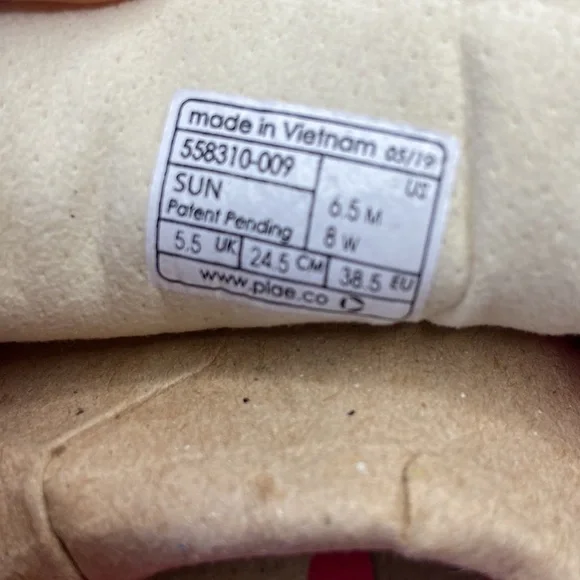 made in Vietnam 05/19
558310-009
US
SUN
6.5 M
Patent Pending
8 W
5.5 UK 24.5 CM 38.5 EU
www.plae.co